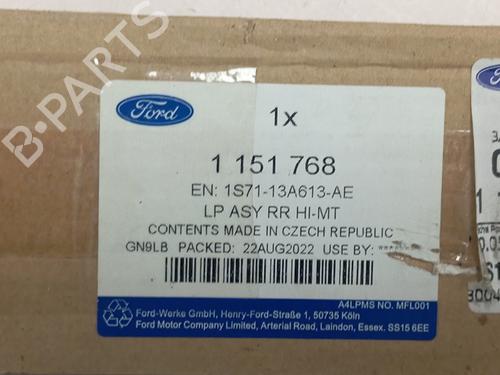 B-PARTS
Ford
1x
1 151 768
EN: 1S71-13A613-AE
LP ASY RR HI-MT
CONTENTS MADE IN CZECH REPUBLIC
GN9LB PACKED: 22AUG2022 USE BY:
A4LPMS NO. MFL001
Ford-Werke GmbH, Henry-Ford-Straße 1, 50735 Köln
Ford Motor Company Limited, Arterial Road, Laindon, Essex. SS15 6EE